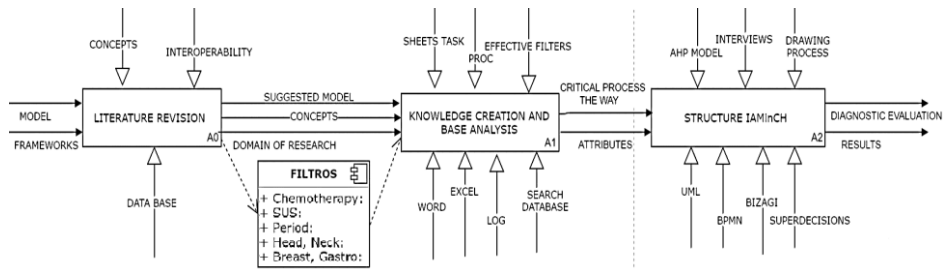 CONCEPTS
INTEROPERABILITY
MODEL
FRAMEWORKS
LITERATURE REVISION
A0
DATA BASE
SUGGESTED MODEL
CONCEPTS
DOMAIN OF RESEARCH
FILTROS
+ Chemotherapy:
+ SUS:
+ Period:
+ Head, Neck:
+ Breast, Gastro:
SHEETS TASK
PROC
EFFECTIVE FILTERS
KNOWLEDGE CREATION AND
BASE ANALYSIS
A1
WORD
EXCEL
LOG
SEARCH
DATABASE
CRITICAL PROCESS
THE WAY
ATTRIBUTES
AHP MODEL
INTERVIEWS
DRAWING
PROCESS
STRUCTURE IAMInCH
A2
UML
BPMN
BIZAGI
SUPERDECISIONS
DIAGNOSTIC EVALUATION
RESULTS